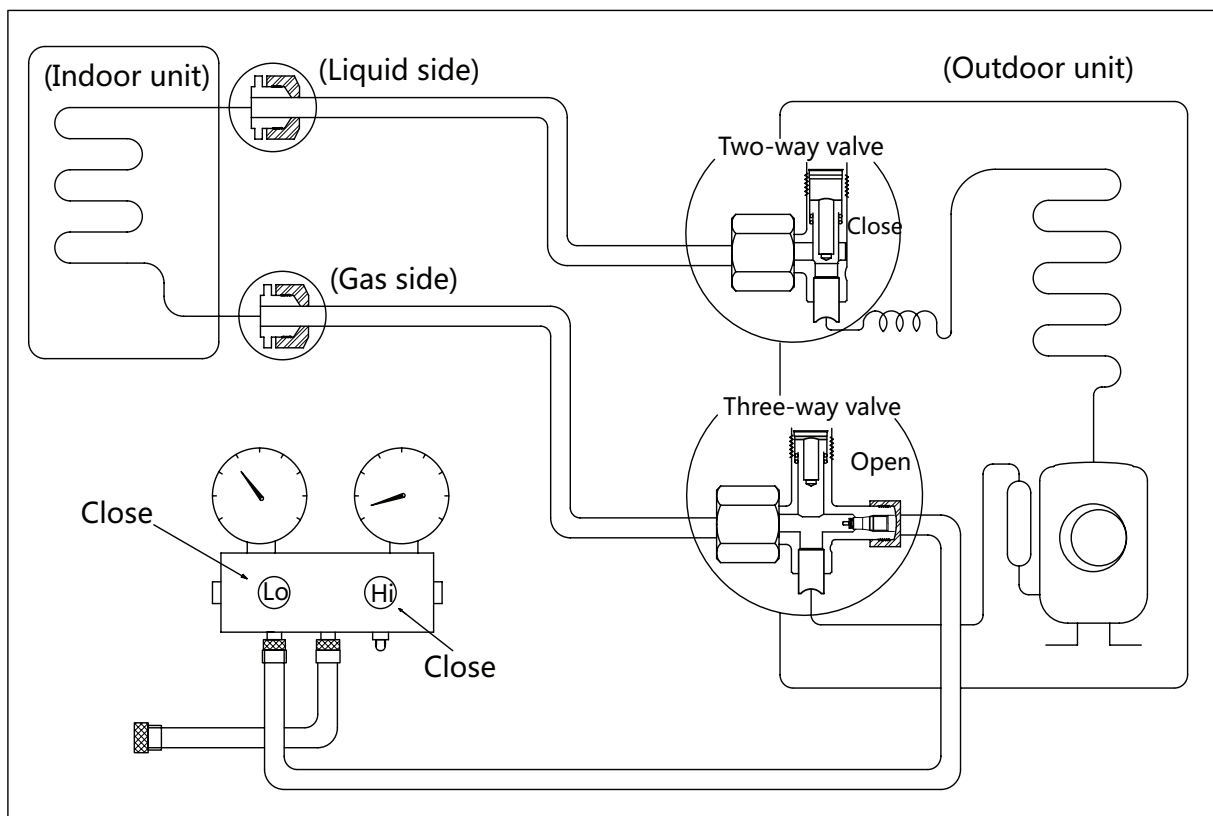 (Indoor unit)
(Liquid side)
(Outdoor unit)
Two-way valve
Close
(Gas side)
Three-way valve
Open
Close
Lo
Hi
Close